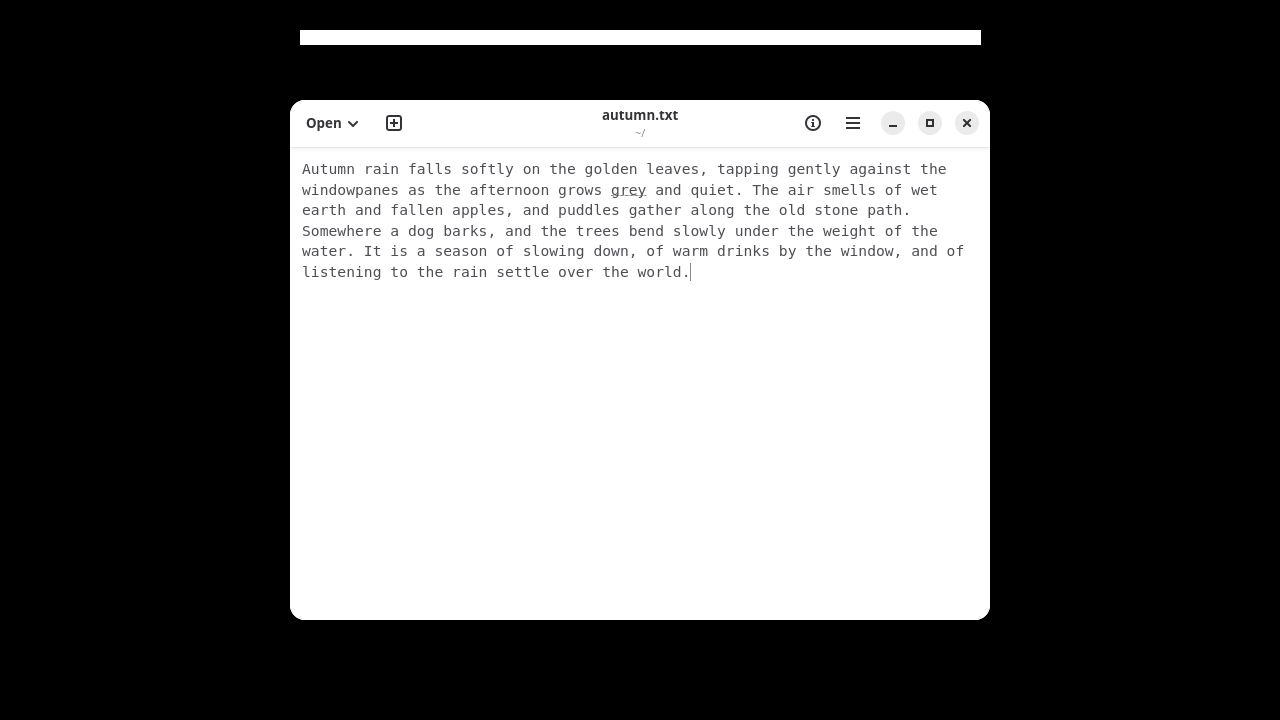 Open
autumn.txt
~/
Autumn rain falls softly on the golden leaves, tapping gently against the
windowpanes as the afternoon grows grey and quiet. The air smells of wet
earth and fallen apples, and puddles gather along the old stone path.
Somewhere a dog barks, and the trees bend slowly under the weight of the
water. It is a season of slowing down, of warm drinks by the window, and of
listening to the rain settle over the world.